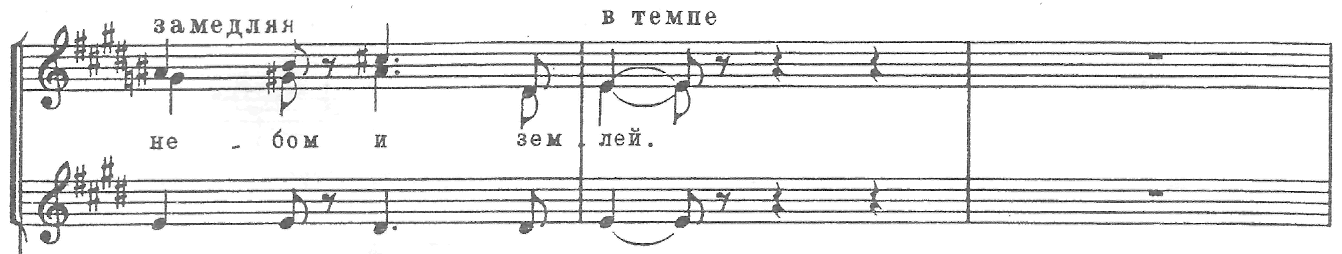 замедляя в темпе
не - бом и зем - лей.